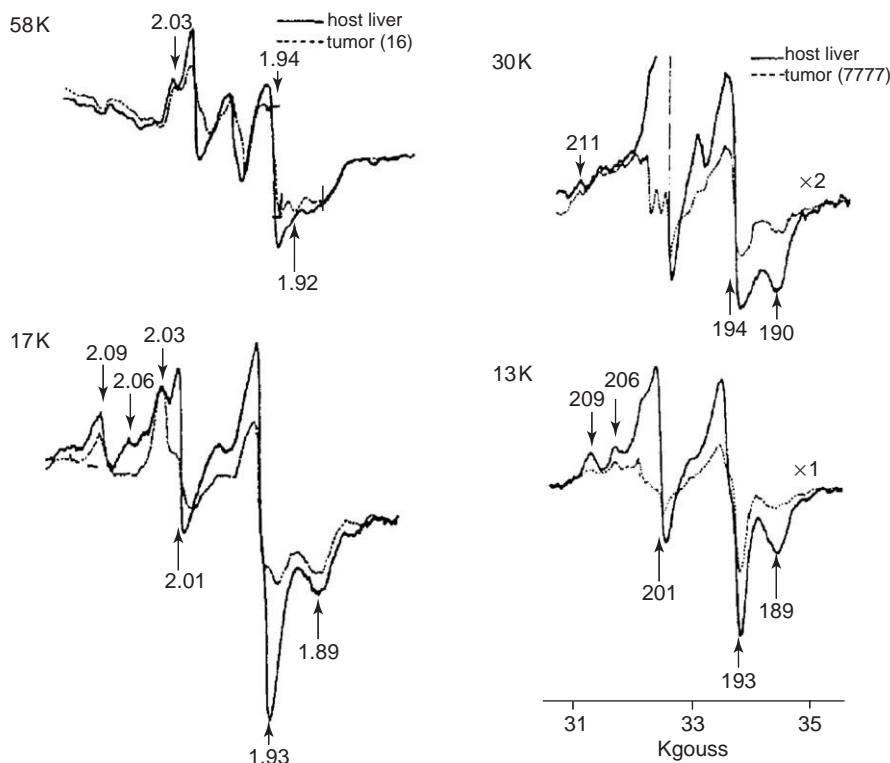 58K
host liver
tumor (16)
2.03
1.94
1.92
17K
2.09
2.06
2.03
2.01
1.89
1.93
30K
host liver
tumor (7777)
211
×2
194
190
13K
209
206
×1
201
189
193
31
33
35
Kgouss